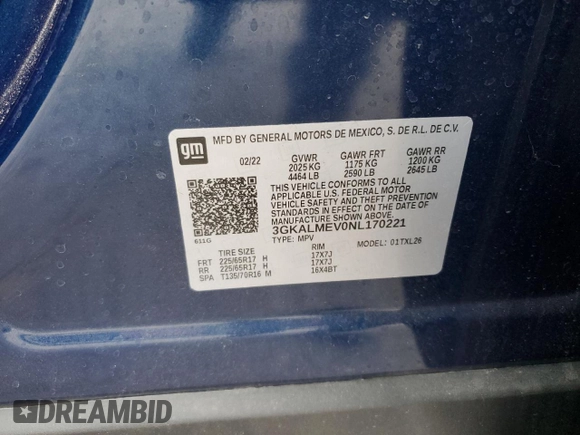 gm
MFD BY GENERAL MOTORS DE MEXICO, S. DE R.L. DE C.V.
02/22 GVWR GAWR FRT GAWR RR
2025 KG 1175 KG 1200 KG
4464 LB 2590 LB 2645 LB
THIS VEHICLE CONFORMS TO ALL
APPLICABLE U.S. FEDERAL MOTOR
VEHICLE SAFETY AND THEFT PREVENTION
STANDARDS IN EFFECT ON THE DATE OF
MANUFACTURE SHOWN ABOVE.
3GKALMEV0NL170221
TYPE: MPV MODEL: 01TXL26
611G
TIRE SIZE RIM
FRT 225/65R17 H 17X7J
RR 225/65R17 H 17X7J
SPA T135/70R16 M 16X4BT
DREAMBID